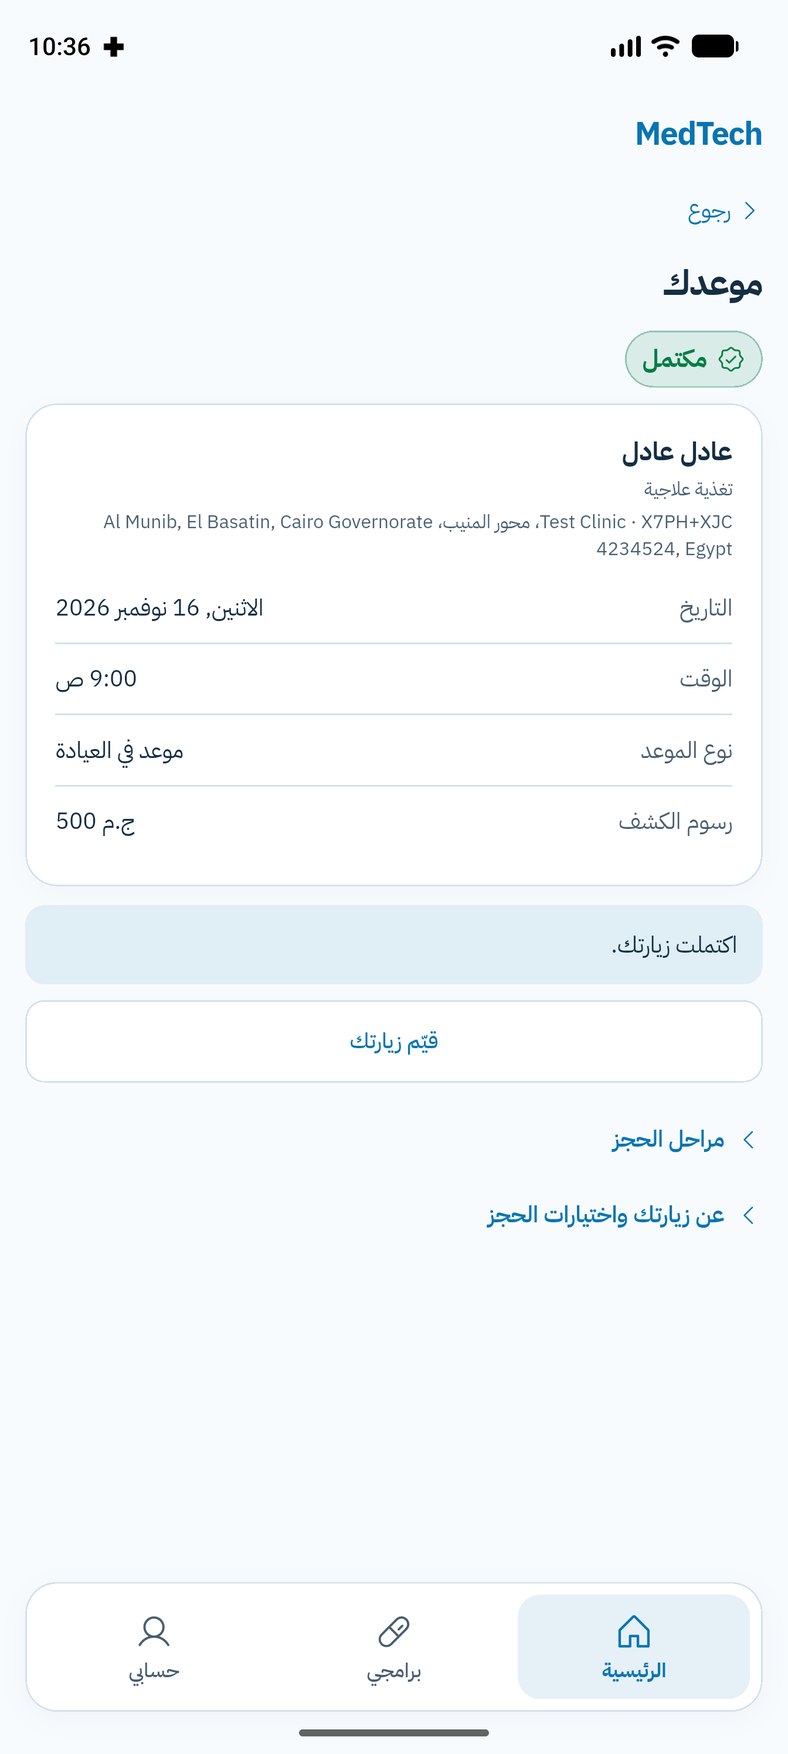 10:36
MedTech
رجوع
موعدك
مكتمل
عادل عادل
تغذية علاجية
Test Clinic · X7PH+XJC، محور المنيب، Al Munib, El Basatin, Cairo Governorate
4234524, Egypt
التاريخ الاثنين, 16 نوفمبر 2026
الوقت 9:00 ص
نوع الموعد موعد في العيادة
رسوم الكشف ج.م 500
اكتملت زيارتك.
قيّم زيارتك
مراحل الحجز
عن زيارتك واختيارات الحجز
الرئيسية برامجي حسابي